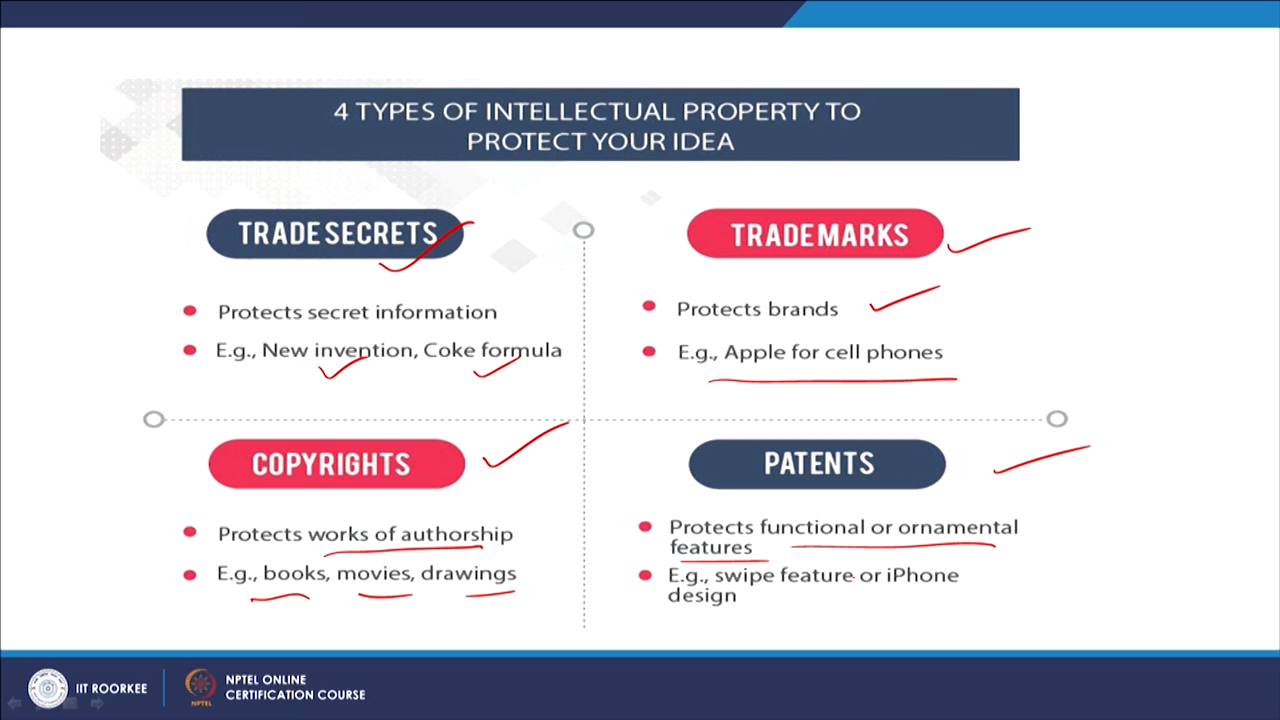 4 TYPES OF INTELLECTUAL PROPERTY TO
PROTECT YOUR IDEA
TRADE SECRETS
Protects secret information
E.g., New invention, Coke formula
TRADEMARKS
Protects brands
E.g., Apple for cell phones
COPYRIGHTS
Protects works of authorship
E.g., books, movies, drawings
PATENTS
Protects functional or ornamental
features
E.g., swipe feature or iPhone
design
IIT ROORKEE
NPTEL
NPTEL ONLINE
CERTIFICATION COURSE